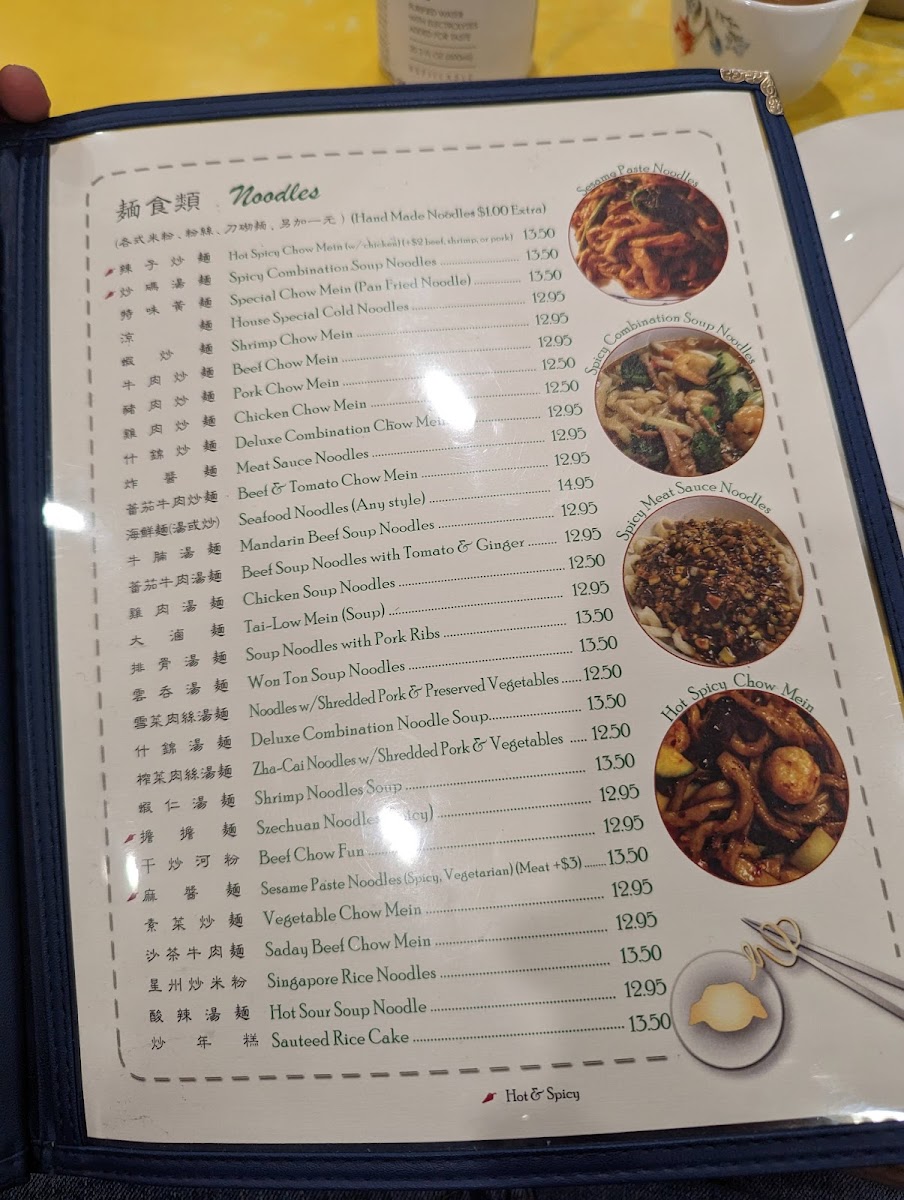 PURIFIED WATER
WITH ELECTROLYTES
ADDED FOR TASTE
麵食類 Noodles
(各式米粉、粉絲、刀切麵、另加一元) (Hand Made Noodles $1.00 Extra)
辣子炒麵 Hot Spicy Chow Mein (w/chicken) (+$2 beef, shrimp, or pork) 13.50
炒碼湯麵 Spicy Combination Soup Noodles 13.50
特味黃麵 Special Chow Mein (Pan Fried Noodle) 13.50
涼麵 House Special Cold Noodles 12.95
蝦炒麵 Shrimp Chow Mein 12.95
牛肉炒麵 Beef Chow Mein 12.95
豬肉炒麵 Pork Chow Mein 12.50
雞肉炒麵 Chicken Chow Mein 12.50
什錦炒麵 Deluxe Combination Chow Mein 12.95
炸醬麵 Meat Sauce Noodles 12.95
蕃茄牛肉炒麵 Beef & Tomato Chow Mein 12.95
海鮮麵(湯或炒) Seafood Noodles (Any style) 14.95
牛腩湯麵 Mandarin Beef Soup Noodles 12.95
蕃茄牛肉湯麵 Beef Soup Noodles with Tomato & Ginger 12.95
雞肉湯麵 Chicken Soup Noodles 12.50
大滷麵 Tai-Low Mein (Soup) 12.95
排骨湯麵 Soup Noodles with Pork Ribs 13.50
雲吞湯麵 Won Ton Soup Noodles 13.50
雪菜肉絲湯麵 Noodles w/Shredded Pork & Preserved Vegetables 12.50
什錦湯麵 Deluxe Combination Noodle Soup 13.50
榨菜肉絲湯麵 Zha-Cai Noodles w/Shredded Pork & Vegetables 12.50
蝦仁湯麵 Shrimp Noodles Soup 13.50
擔擔麵 Szechuan Noodles (Spicy) 12.95
干炒河粉 Beef Chow Fun 12.95
麻醬麵 Sesame Paste Noodles (Spicy, Vegetarian) (Meat +$3) 13.50
素菜炒麵 Vegetable Chow Mein 12.95
沙茶牛肉麵 Saday Beef Chow Mein 12.95
星州炒米粉 Singapore Rice Noodles 13.50
酸辣湯麵 Hot Sour Soup Noodle 12.95
炒年糕 Sauteed Rice Cake 13.50
Hot & Spicy
Sesame Paste Noodles
Spicy Combination Soup Noodles
Spicy Meat Sauce Noodles
Hot Spicy Chow Mein